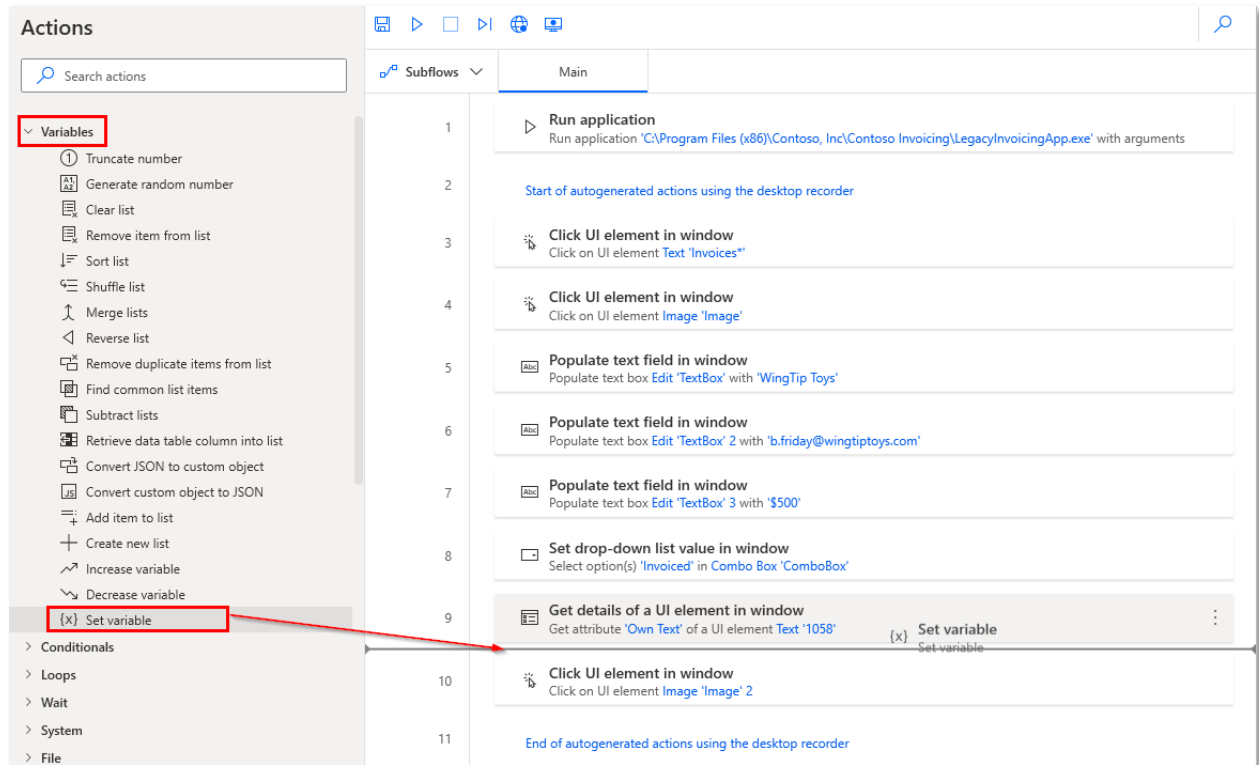 Actions
Search actions
Variables
Truncate number
Generate random number
Clear list
Remove item from list
Sort list
Shuffle list
Merge lists
Reverse list
Remove duplicate items from list
Find common list items
Subtract lists
Retrieve data table column into list
Convert JSON to custom object
Convert custom object to JSON
Add item to list
Create new list
Increase variable
Decrease variable
{x} Set variable
Conditionals
Loops
Wait
System
File
Subflows
Main
1
Run application
Run application 'C:\Program Files (x86)\Contoso, Inc\Contoso Invoicing\LegacyInvoicingApp.exe' with arguments
2
Start of autogenerated actions using the desktop recorder
3
Click UI element in window
Click on UI element Text 'Invoices*'
4
Click UI element in window
Click on UI element Image 'Image'
5
Abc
Populate text field in window
Populate text box Edit 'TextBox' with 'WingTip Toys'
6
Abc
Populate text field in window
Populate text box Edit 'TextBox' 2 with 'b.friday@wingtiptoys.com'
7
Abc
Populate text field in window
Populate text box Edit 'TextBox' 3 with '$500'
8
Set drop-down list value in window
Select option(s) 'Invoiced' in Combo Box 'ComboBox'
9
Get details of a UI element in window
Get attribute 'Own Text' of a UI element Text '1058'
{x} Set variable
Set variable
10
Click UI element in window
Click on UI element Image 'Image' 2
11
End of autogenerated actions using the desktop recorder